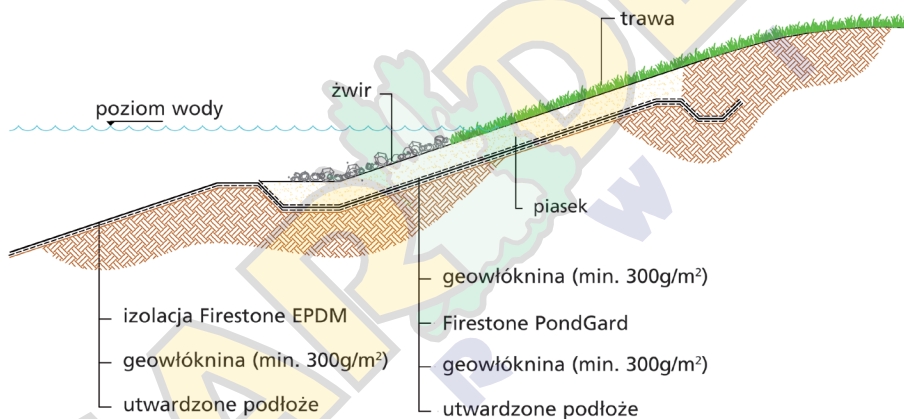 trawa
żwir
poziom wody
piasek
izolacja Firestone EPDM
geowłóknina (min. 300g/m²)
utwardzone podłoże
geowłóknina (min. 300g/m²)
Firestone PondGard
geowłóknina (min. 300g/m²)
utwardzone podłoże